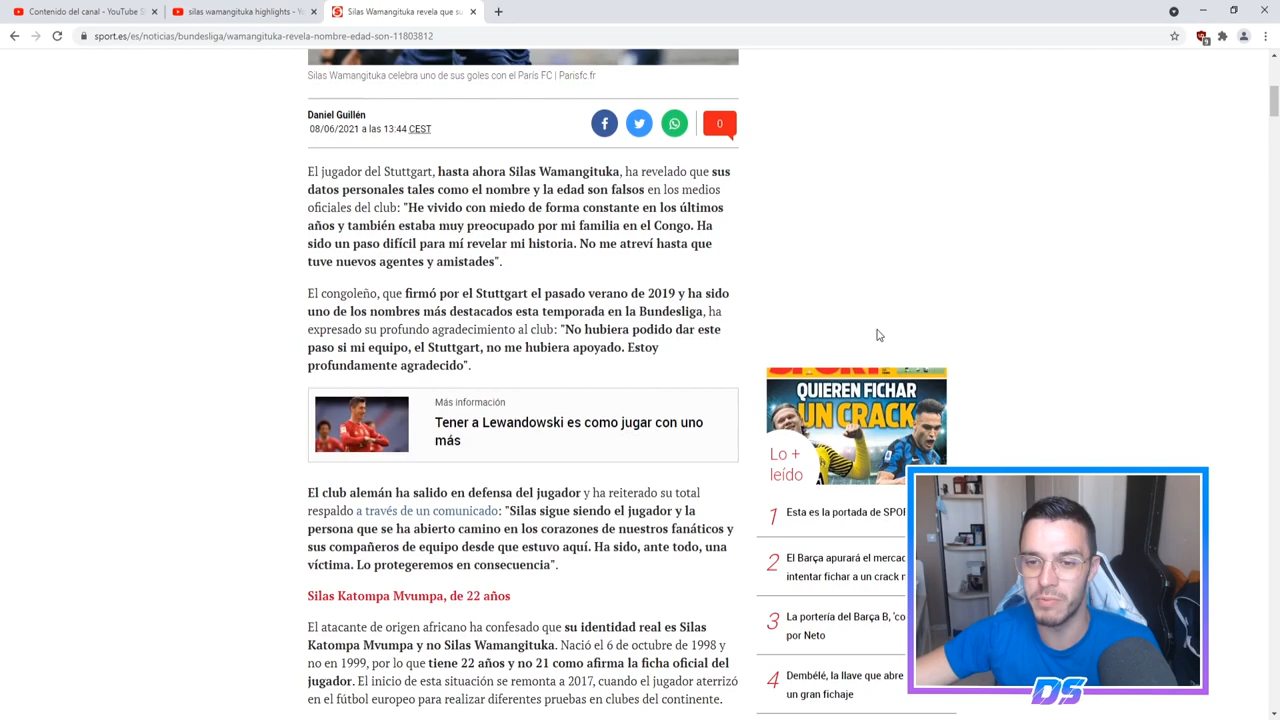 Contenido del canal - YouTube S
silas wamangituka highlights - Yo
Silas Wamangituka revela que su
sport.es/es/noticias/bundesliga/wamangituka-revela-nombre-edad-son-11803812
Silas Wamangituka celebra uno de sus goles con el París FC | Parisfc.fr
Daniel Guillén
08/06/2021 a las 13:44 CEST
0
El jugador del Stuttgart, hasta ahora Silas Wamangituka, ha revelado que sus
datos personales tales como el nombre y la edad son falsos en los medios
oficiales del club: "He vivido con miedo de forma constante en los últimos
años y también estaba muy preocupado por mi familia en el Congo. Ha
sido un paso difícil para mí revelar mi historia. No me atreví hasta que
tuve nuevos agentes y amistades".
El congoleño, que firmó por el Stuttgart el pasado verano de 2019 y ha sido
uno de los nombres más destacados esta temporada en la Bundesliga, ha
expresado su profundo agradecimiento al club: "No hubiera podido dar este
paso si mi equipo, el Stuttgart, no me hubiera apoyado. Estoy
profundamente agradecido".
Más información
Tener a Lewandowski es como jugar con uno
más
El club alemán ha salido en defensa del jugador y ha reiterado su total
respaldo a través de un comunicado: "Silas sigue siendo el jugador y la
persona que se ha abierto camino en los corazones de nuestros fanáticos y
sus compañeros de equipo desde que estuvo aquí. Ha sido, ante todo, una
víctima. Lo protegeremos en consecuencia".
Silas Katompa Mvumpa, de 22 años
El atacante de origen africano ha confesado que su identidad real es Silas
Katompa Mvumpa y no Silas Wamangituka. Nació el 6 de octubre de 1998 y
no en 1999, por lo que tiene 22 años y no 21 como afirma la ficha oficial del
jugador. El inicio de esta situación se remonta a 2017, cuando el jugador aterrizó
en el fútbol europeo para realizar diferentes pruebas en clubes del continente.
QUIEREN FICHAR
UN CRACK
Lo +
leído
1 Esta es la portada de SPOR
2 El Barça apurará el mercad
intentar fichar a un crack m
3 La portería del Barça B, 'co
por Neto
4 Dembélé, la llave que abre
un gran fichaje
DS